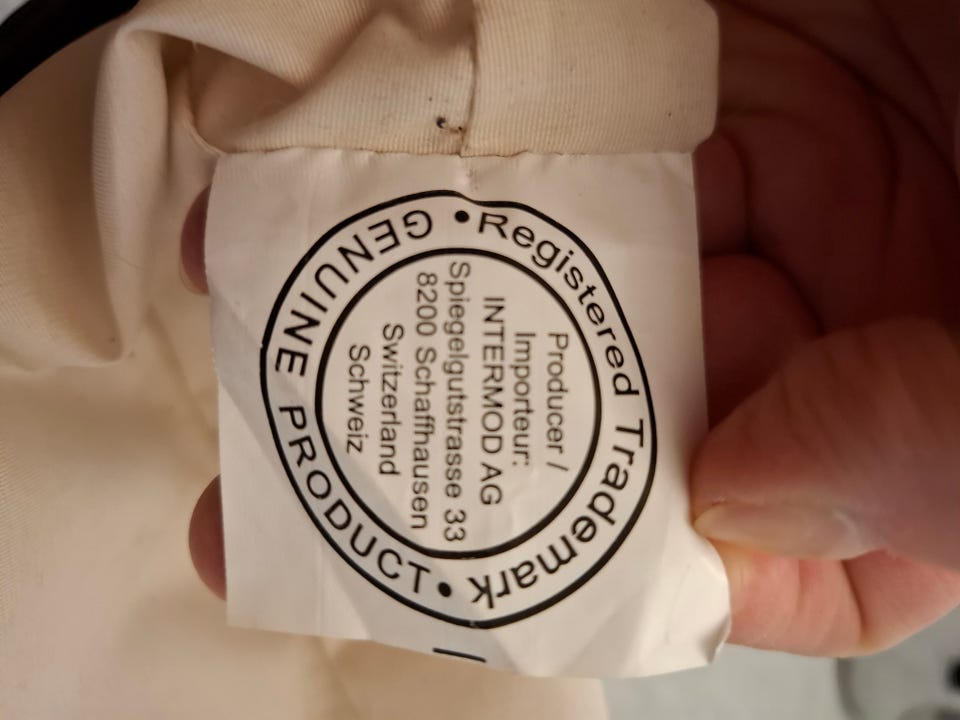 Registered Trademark •
GENUINE PRODUCT •
Producer /
Importeur:
INTERMOD AG
Spiegelgutstrasse 33
8200 Schaffhausen
Switzerland
Schweiz